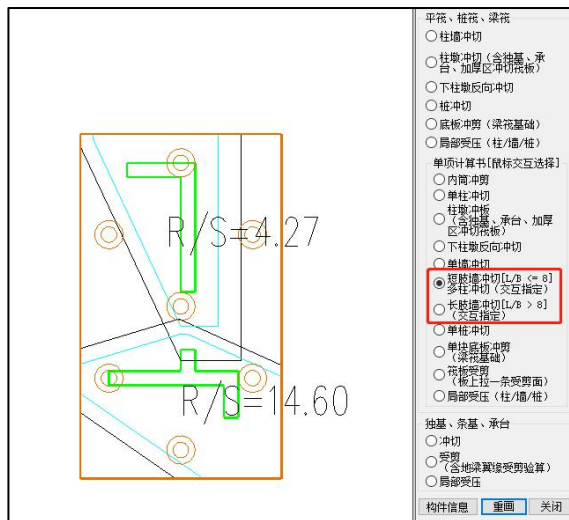 R/S=4.27
R/S=14.60
平筏、桩筏、梁筏
柱墙冲切
柱墩冲切（含独基、承
台、加厚区冲切筏板）
下柱墩反向冲切
桩冲切
底板冲剪（梁筏基础）
局部受压（柱/墙/桩）
单项计算书[鼠标交互选择]
内筒冲剪
单柱冲切
柱墩冲板
（含独基、承台、加厚
区冲切筏板）
下柱墩反向冲切
单墙冲切
短肢墙冲切[L/B <= 8]
多柱冲切（交互指定）
长肢墙冲切[L/B > 8]
（交互指定）
单桩冲切
单块底板冲剪
（梁筏基础）
筏板受剪
（板上拉一条受剪面）
局部受压（柱/墙/桩）
独基、条基、承台
冲切
受剪
（含地梁翼缘受剪验算）
局部受压
构件信息 重画 关闭